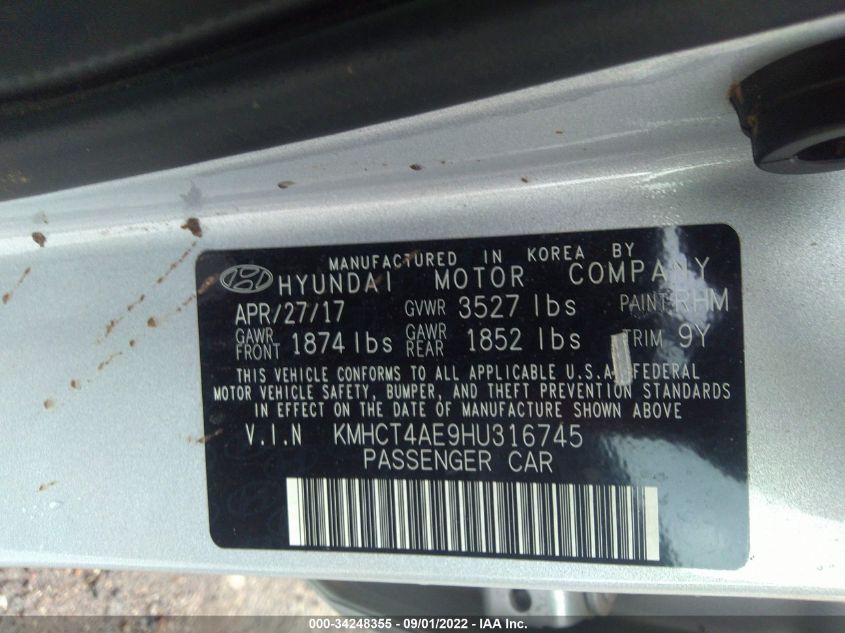 MANUFACTURED IN KOREA BY
HYUNDAI MOTOR COMPANY
APR/27/17 GVWR 3527 lbs PAINT RHM
GAWR FRONT 1874 lbs GAWR REAR 1852 lbs TRIM 9Y
THIS VEHICLE CONFORMS TO ALL APPLICABLE U.S.A. FEDERAL
MOTOR VEHICLE SAFETY, BUMPER, AND THEFT PREVENTION STANDARDS
IN EFFECT ON THE DATE OF MANUFACTURE SHOWN ABOVE
V.I.N KMHCT4AE9HU316745
PASSENGER CAR
000-34248355 - 09/01/2022 - IAA Inc.